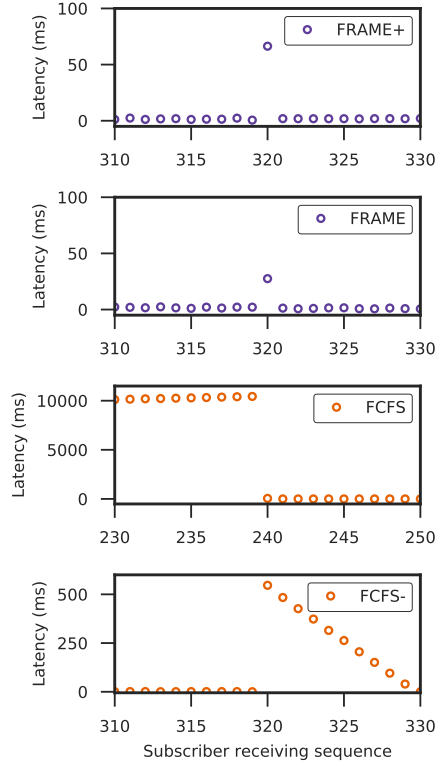 100
FRAME+
50
0
Latency (ms)
310 315 320 325 330
100
FRAME
50
0
Latency (ms)
310 315 320 325 330
10000
FCFS
5000
0
Latency (ms)
230 235 240 245 250
500
FCFS-
250
0
Latency (ms)
310 315 320 325 330
Subscriber receiving sequence